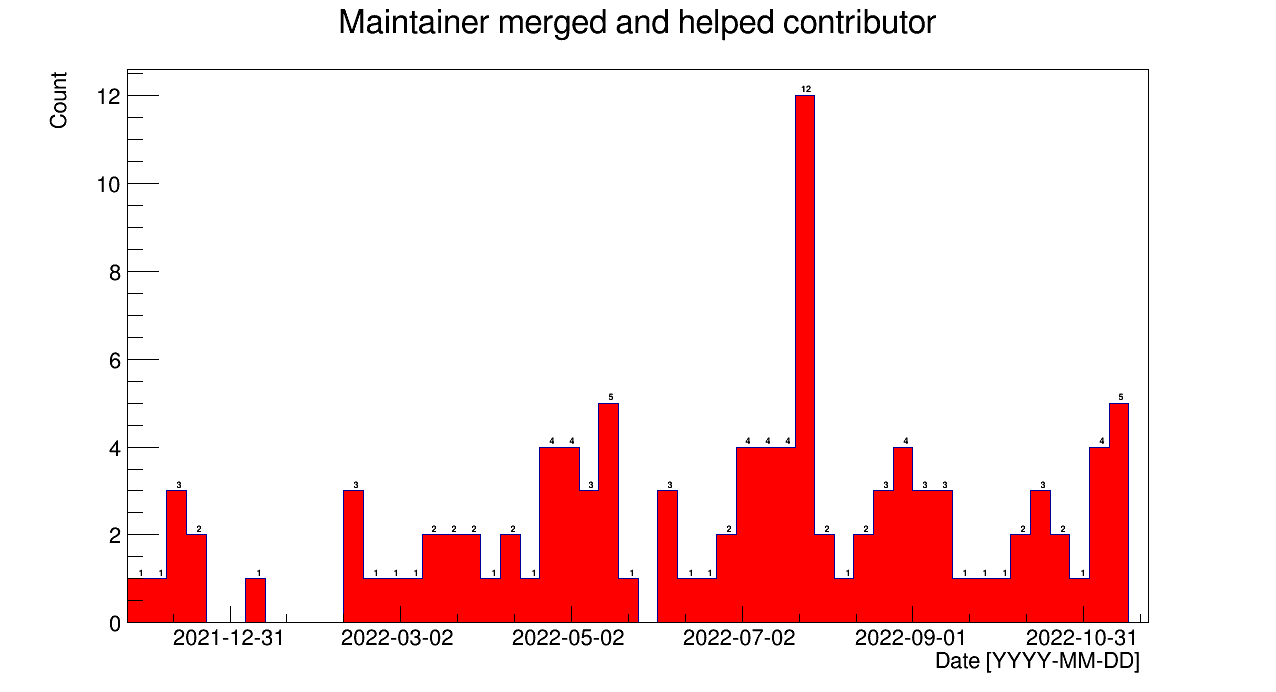 Maintainer merged and helped contributor
Count
12
10
8
6
4
2
0
1 1 3 2 1 3 1 1 1 2 2 2 1 2 1 4 4 3 5 1 3 1 1 2 4 4 4 12 2 1 2 3 4 3 3 1 1 1 2 3 2 1 4 5
2021-12-31 2022-03-02 2022-05-02 2022-07-02 2022-09-01 2022-10-31
Date [YYYY-MM-DD]